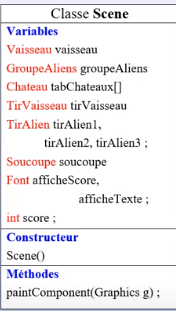 Classe Scene
Variables
Vaisseau vaisseau
GroupeAliens groupeAliens
Chateau tabChateaux[]
TirVaisseau tirVaisseau
TirAlien tirAlien1,
tirAlien2, tirAlien3 ;
Soucoupe soucoupe
Font afficheScore,
afficheTexte ;
int score ;
Constructeur
Scene()
Méthodes
paintComponent(Graphics g) ;